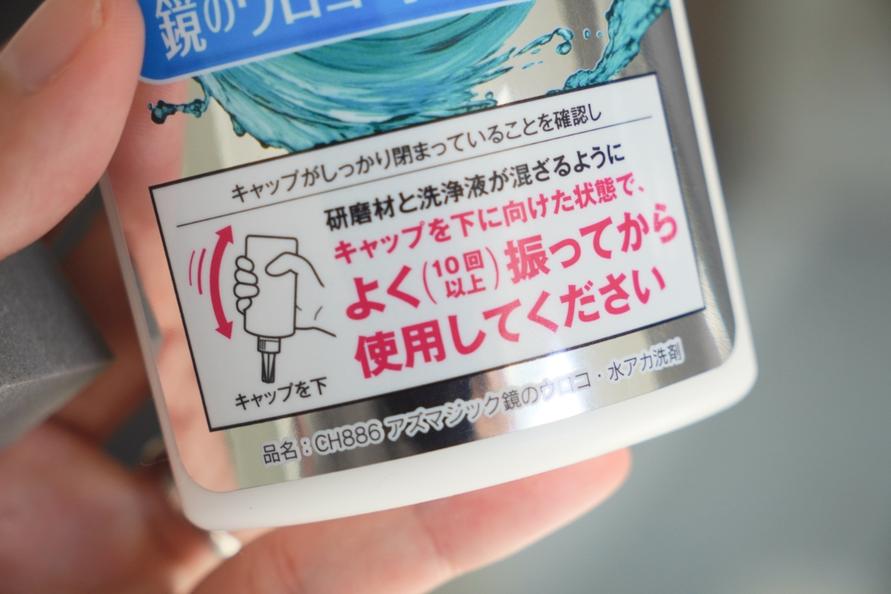 鏡のウロコ
キャップがしっかり閉まっていることを確認し
研磨材と洗浄液が混ざるように
キャップを下に向けた状態で、
よく(10回以上)振ってから
使用してください
キャップを下
品名:CH886 アズマジック鏡のウロコ・水アカ洗剤